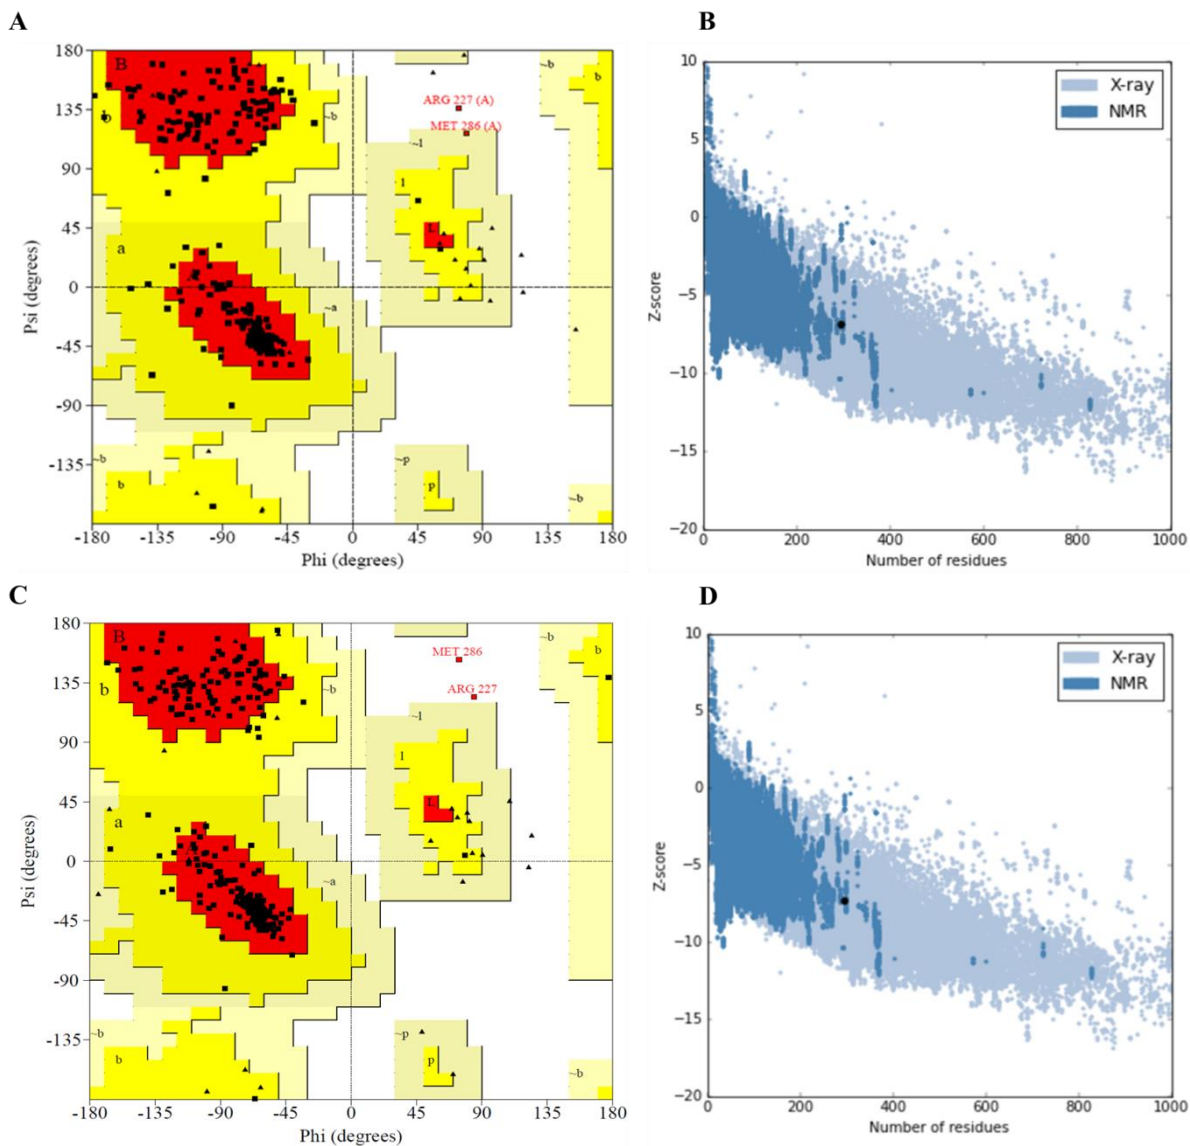 A
B
180
135
90
45
0
-45
-90
-135
-180
-135
-90
-45
0
45
90
135
180
Psi (degrees)
Phi (degrees)
B
b
~b
~b
b
ARG 227 (A)
MET 286 (A)
~l
l
L
a
~a
~b
b
~p
p
~b
10
5
0
−5
−10
−15
−20
0
200
400
600
800
1000
Z-score
Number of residues
X-ray
NMR
C
D
180
135
90
45
0
-45
-90
-135
-180
-135
-90
-45
0
45
90
135
180
Psi (degrees)
Phi (degrees)
B
b
~b
~b
b
MET 286
ARG 227
~l
l
L
a
~a
~b
b
~p
p
~b
10
5
0
−5
−10
−15
−20
0
200
400
600
800
1000
Z-score
Number of residues
X-ray
NMR